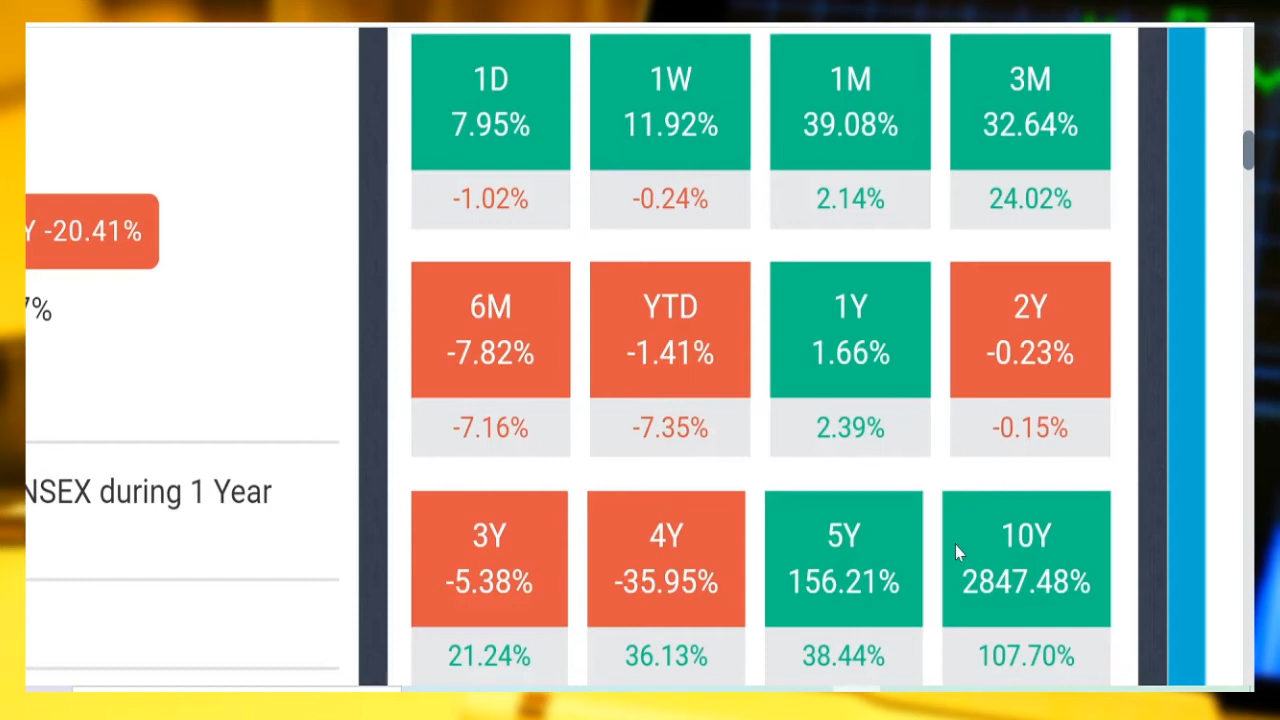 1D 1W 1M 3M
7.95% 11.92% 39.08% 32.64%
-1.02% -0.24% 2.14% 24.02%
Y -20.41%
6M YTD 1Y 2Y
-7.82% -1.41% 1.66% -0.23%
%
-7.16% -7.35% 2.39% -0.15%
NSEX during 1 Year
3Y 4Y 5Y 10Y
-5.38% -35.95% 156.21% 2847.48%
21.24% 36.13% 38.44% 107.70%